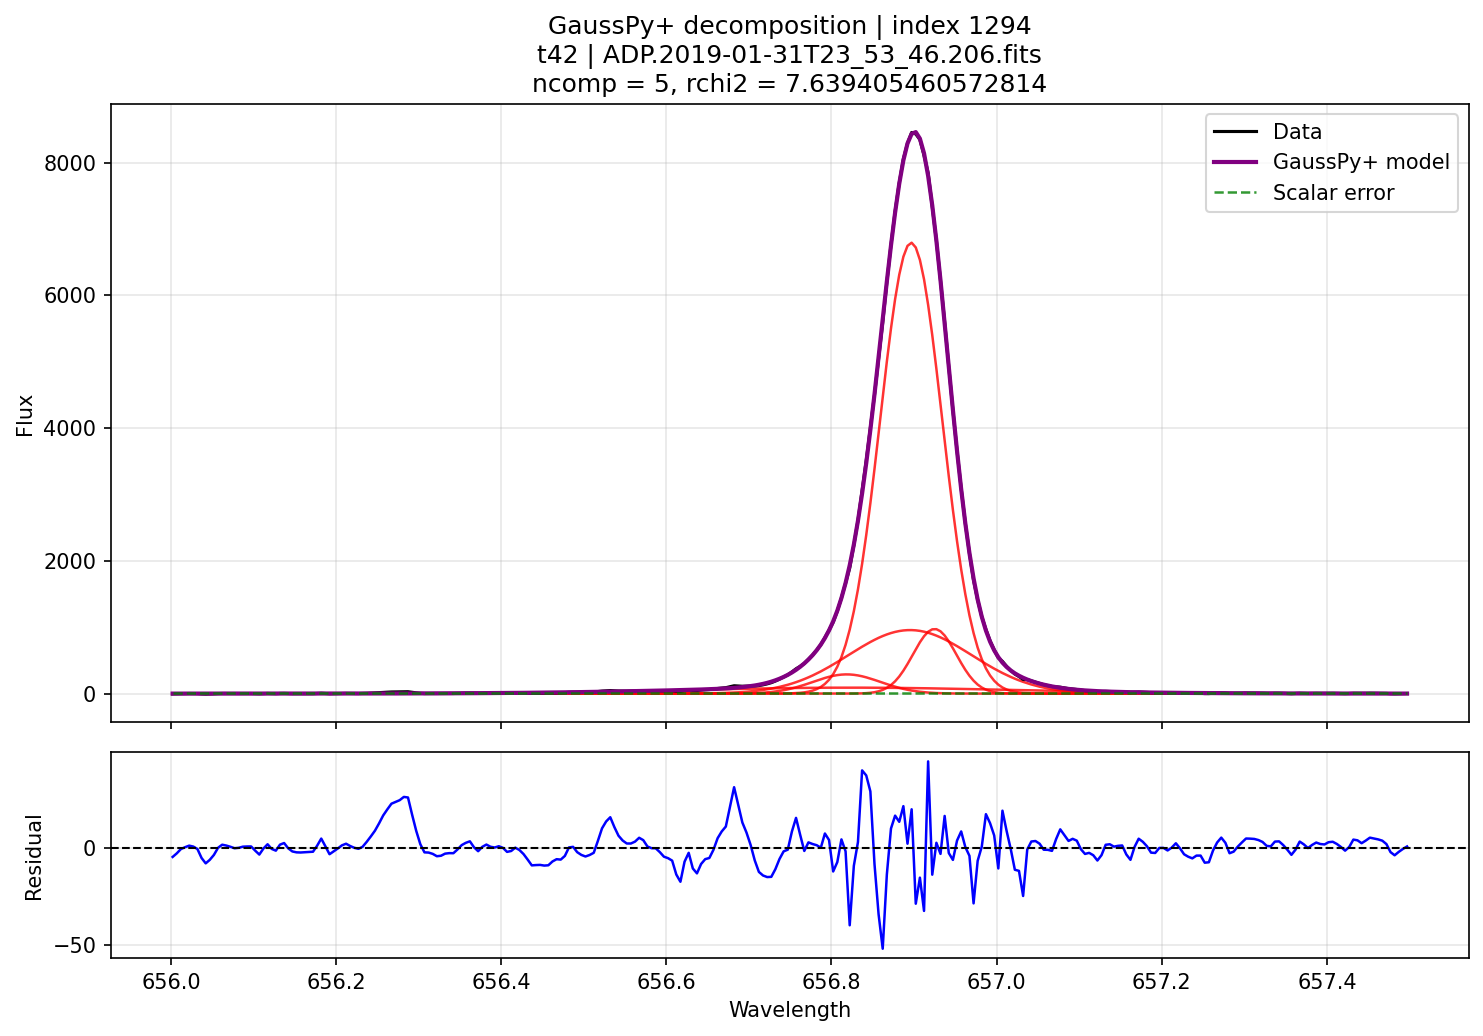 GaussPy+ decomposition | index 1294
t42 | ADP.2019-01-31T23_53_46.206.fits
ncomp = 5, rchi2 = 7.639405460572814
Data
GaussPy+ model
Scalar error
Flux
8000
6000
4000
2000
0
Residual
0
−50
656.0
656.2
656.4
656.6
656.8
657.0
657.2
657.4
Wavelength